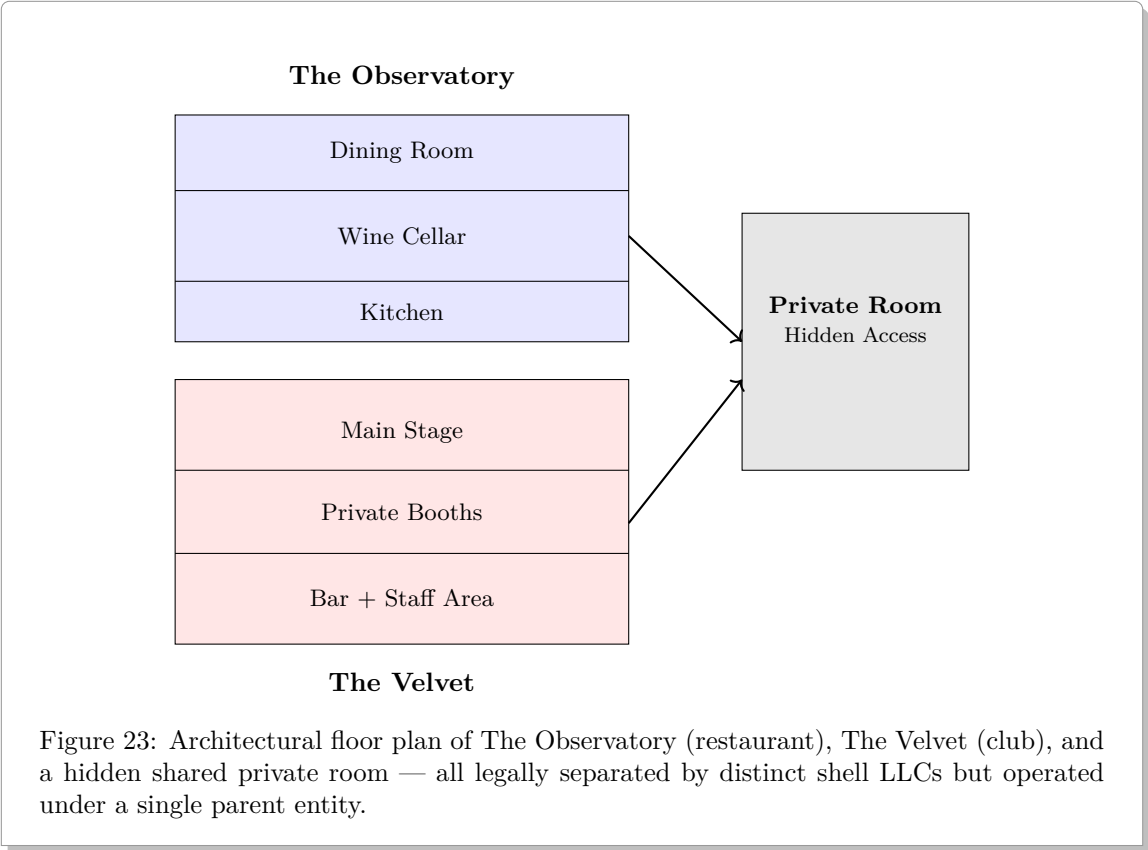 The Observatory
Dining Room
Wine Cellar
Kitchen
Private Room
Hidden Access
Main Stage
Private Booths
Bar + Staff Area
The Velvet
Figure 23: Architectural floor plan of The Observatory (restaurant), The Velvet (club), and
a hidden shared private room — all legally separated by distinct shell LLCs but operated
under a single parent entity.